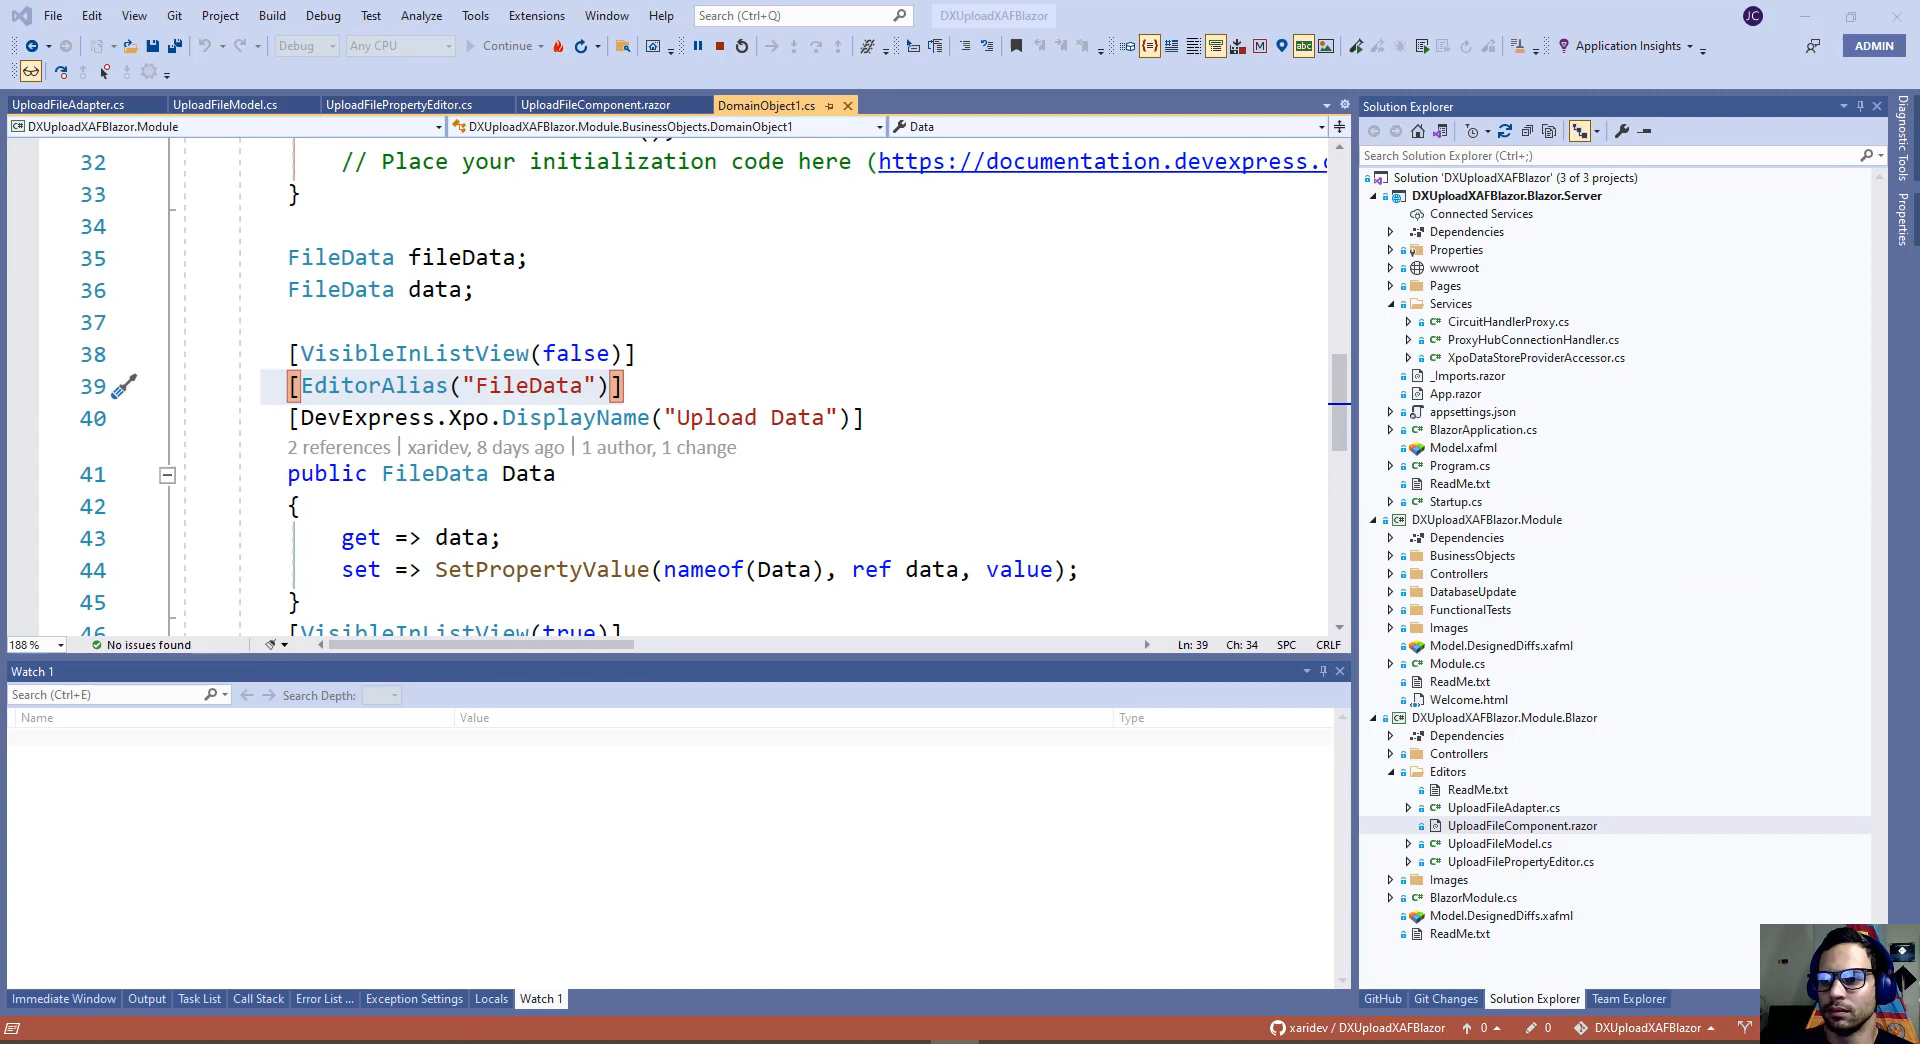 File Edit View Git Project Build Debug Test Analyze Tools Extensions Window Help Search (Ctrl+Q) DXUploadXAFBlazor JC
Debug Any CPU Continue Application Insights ADMIN
UploadFileAdapter.cs UploadFileModel.cs UploadFilePropertyEditor.cs UploadFileComponent.razor DomainObject1.cs
DXUploadXAFBlazor.Module DXUploadXAFBlazor.Module.BusinessObjects.DomainObject1 Data
32 // Place your initialization code here (https://documentation.devexpress.c
33 }
34
35 FileData fileData;
36 FileData data;
37
38 [VisibleInListView(false)]
39 [EditorAlias("FileData")]
40 [DevExpress.Xpo.DisplayName("Upload Data")]
2 references | xaridev, 8 days ago | 1 author, 1 change
41 public FileData Data
42 {
43 get => data;
44 set => SetPropertyValue(nameof(Data), ref data, value);
45 }
46 [VisibleInListView(true)]
188 % No issues found Ln: 39 Ch: 34 SPC CRLF
Watch 1
Search (Ctrl+E) Search Depth:
Name Value Type
Immediate Window Output Task List Call Stack Error List ... Exception Settings Locals Watch 1
Solution Explorer
Search Solution Explorer (Ctrl+;)
Solution 'DXUploadXAFBlazor' (3 of 3 projects)
DXUploadXAFBlazor.Blazor.Server
Connected Services
Dependencies
Properties
wwwroot
Pages
Services
CircuitHandlerProxy.cs
ProxyHubConnectionHandler.cs
XpoDataStoreProviderAccessor.cs
_Imports.razor
App.razor
appsettings.json
BlazorApplication.cs
Model.xafml
Program.cs
ReadMe.txt
Startup.cs
DXUploadXAFBlazor.Module
Dependencies
BusinessObjects
Controllers
DatabaseUpdate
FunctionalTests
Images
Model.DesignedDiffs.xafml
Module.cs
ReadMe.txt
Welcome.html
DXUploadXAFBlazor.Module.Blazor
Dependencies
Controllers
Editors
ReadMe.txt
UploadFileAdapter.cs
UploadFileComponent.razor
UploadFileModel.cs
UploadFilePropertyEditor.cs
Images
BlazorModule.cs
Model.DesignedDiffs.xafml
ReadMe.txt
GitHub Git Changes Solution Explorer Team Explorer
Diagnostic Tools
Properties
xaridev / DXUploadXAFBlazor 0 0 DXUploadXAFBlazor